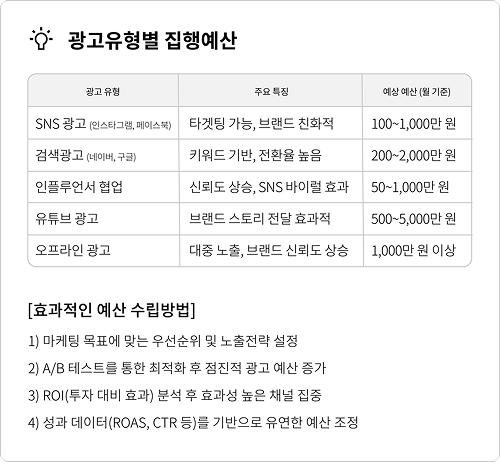 광고유형별 집행예산
광고 유형 주요 특징 예상 예산 (월 기준)
SNS 광고 (인스타그램, 페이스북) 타겟팅 가능, 브랜드 친화적 100~1,000만 원
검색광고 (네이버, 구글) 키워드 기반, 전환율 높음 200~2,000만 원
인플루언서 협업 신뢰도 상승, SNS 바이럴 효과 50~1,000만 원
유튜브 광고 브랜드 스토리 전달 효과적 500~5,000만 원
오프라인 광고 대중 노출, 브랜드 신뢰도 상승 1,000만 원 이상
[효과적인 예산 수립방법]
1) 마케팅 목표에 맞는 우선순위 및 노출전략 설정
2) A/B 테스트를 통한 최적화 후 점진적 광고 예산 증가
3) ROI(투자 대비 효과) 분석 후 효과성 높은 채널 집중
4) 성과 데이터(ROAS, CTR 등)를 기반으로 유연한 예산 조정